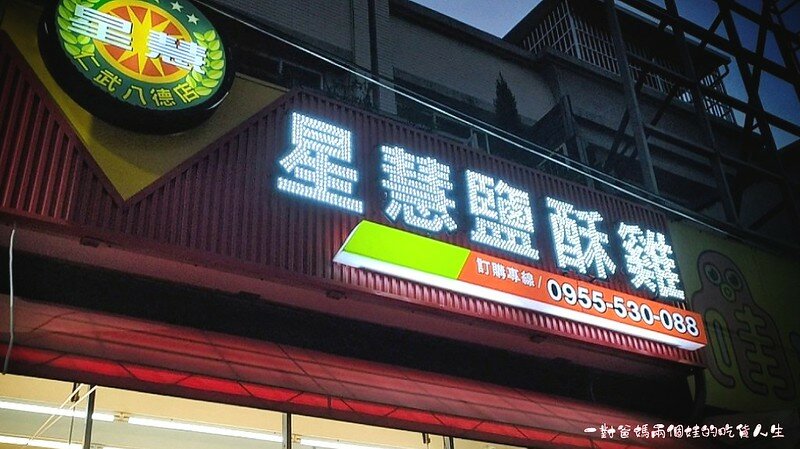 星慧
仁武八德店
星慧鹽酥雞
訂購專線/0955-530-088
哇
一對爸媽兩個娃的吃貨人生